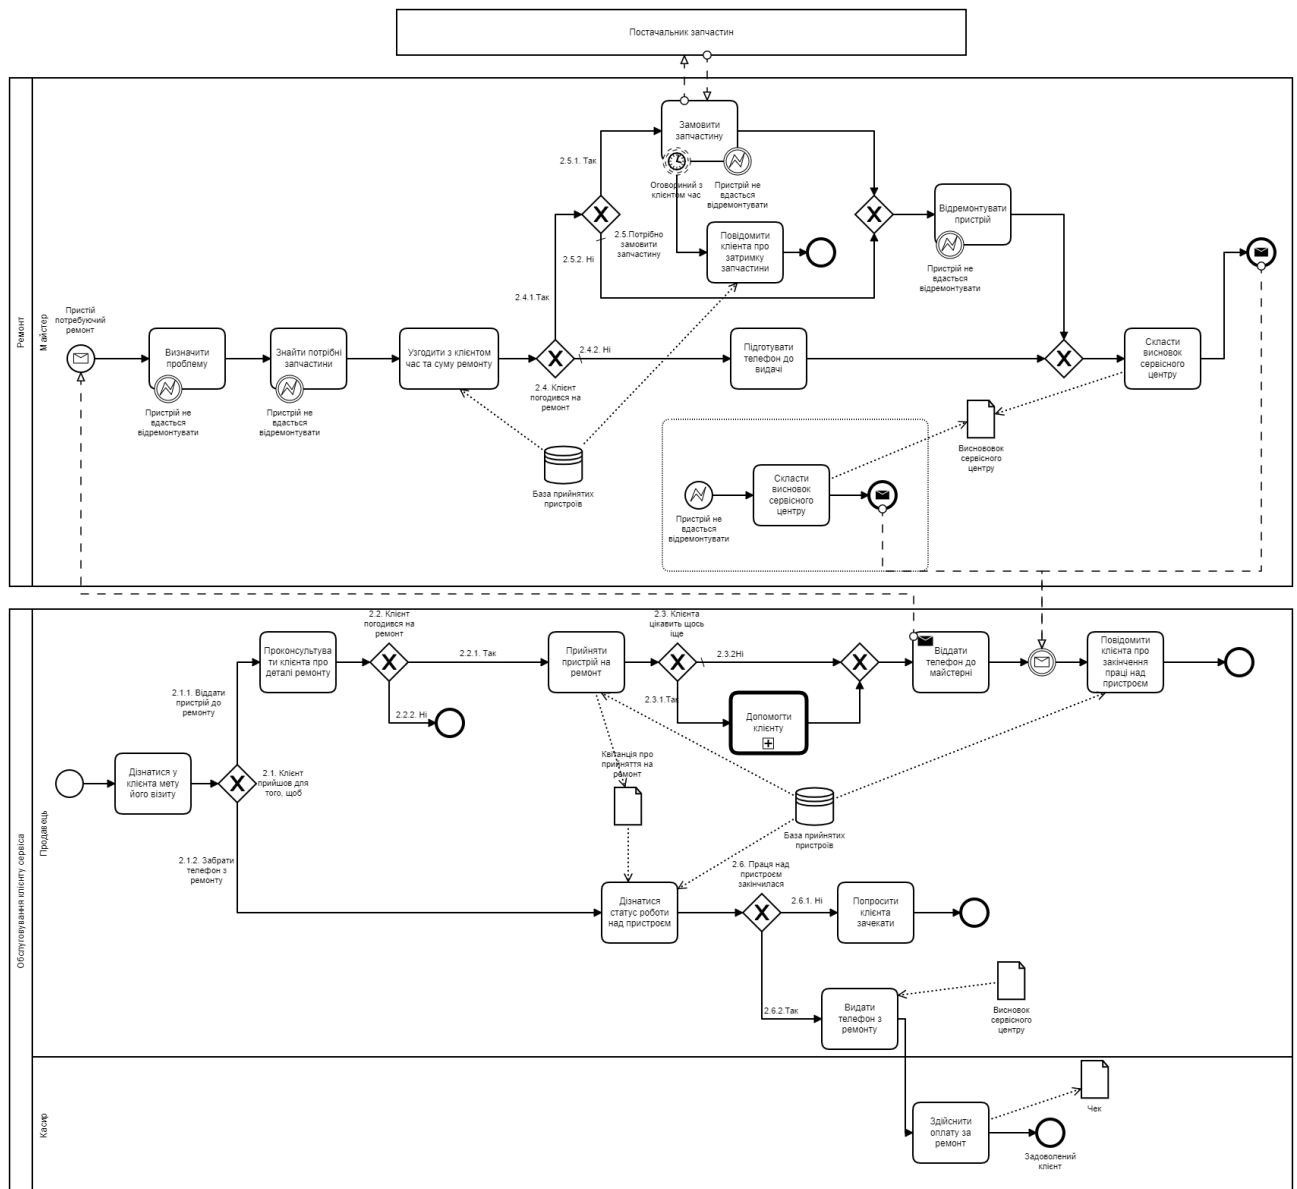 Постачальник запчастин
Ремонт
Майстер
Замовити
запчастину
2.5.1. Так
Оговориний з
клієнтом час
Пристрій не
вдасться
відремонтувати
Відремонтувати
пристрій
2.5.Потрібно
замовити
запчастину
2.5.2. Ні
Повідомити
клієнта про
затримку
запчастини
Пристрій не
вдасться
відремонтувати
2.4.1.Так
Пристій
потребуючий
ремонт
Визначити
проблему
Пристрій не
вдасться
відремонтувати
Знайти потрібні
запчастини
Пристрій не
вдасться
відремонтувати
Узгодити з клієнтом
час та суму ремонту
2.4.2. Ні
2.4. Клієнт
погодився на
ремонт
Підготувати
телефон до
видачі
Скласти
висновок
сервісного
центру
Висновоок
сервісного
центру
База прийнятих
пристроїв
Пристрій не
вдасться
відремонтувати
Скласти
висновок
сервісного
центру
Обслуговування клієнту сервіса
Продавець
2.2. Клієнт
погодився на
ремонт
2.3. Клієнта
цікавить щось
іще
Проконсультува
ти клієнта про
деталі ремонту
2.2.1. Так
Прийняти
пристрій на
ремонт
2.3.2Ні
Віддати
телефон до
майстерні
Повідомити
клієнта про
закінчення
праці над
пристроєм
2.1.1. Віддати
пристрій до
ремонту
2.2.2. Ні
2.3.1.Так
Допомогти
клієнту
Дізнатися у
клієнта мету
його візиту
2.1. Клієнт
прийшов для
того, щоб
Квітанція про
прийняття на
ремонт
База прийнятих
пристроїв
2.1.2. Забрати
телефон з
ремонту
2.6. Праця над
пристроєм
закінчилася
Дізнатися
статус роботи
над пристроєм
2.6.1. Ні
Попросити
клієнта
зачекати
2.6.2.Так
Видати
телефон з
ремонту
Висновок
сервісного
центру
Касир
Чек
Здійснити
оплату за
ремонт
Задоволений
клієнт